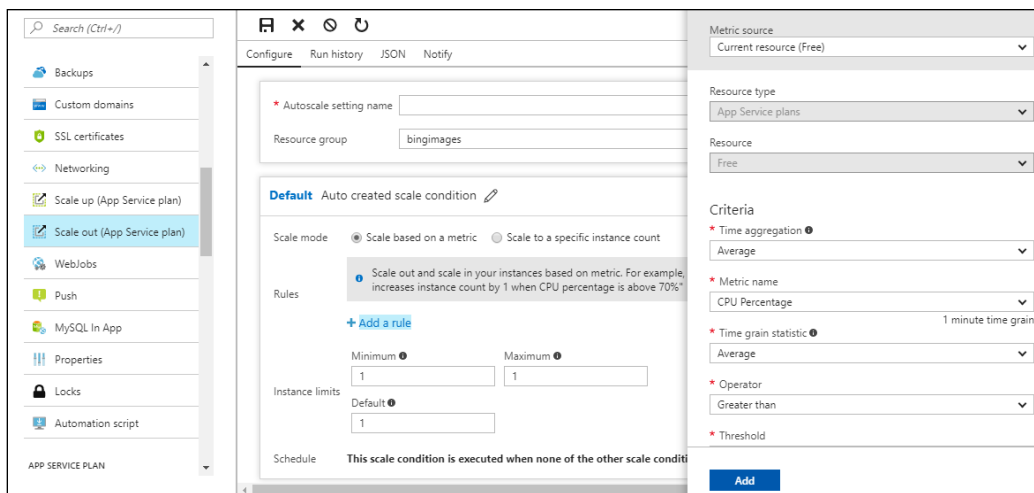 Search (Ctrl+/)
Backups
Custom domains
SSL certificates
Networking
Scale up (App Service plan)
Scale out (App Service plan)
WebJobs
Push
MySQL In App
Properties
Locks
Automation script
APP SERVICE PLAN
Configure Run history JSON Notify
* Autoscale setting name
Resource group bingimages
Default Auto created scale condition
Scale mode Scale based on a metric Scale to a specific instance count
Rules
Scale out and scale in your instances based on metric. For example,
increases instance count by 1 when CPU percentage is above 70%"
+ Add a rule
Instance limits
Minimum Maximum
1 1
Default
1
Schedule This scale condition is executed when none of the other scale conditi
Metric source
Current resource (Free)
Resource type
App Service plans
Resource
Free
Criteria
* Time aggregation
Average
* Metric name
CPU Percentage
1 minute time grain
* Time grain statistic
Average
* Operator
Greater than
* Threshold
Add